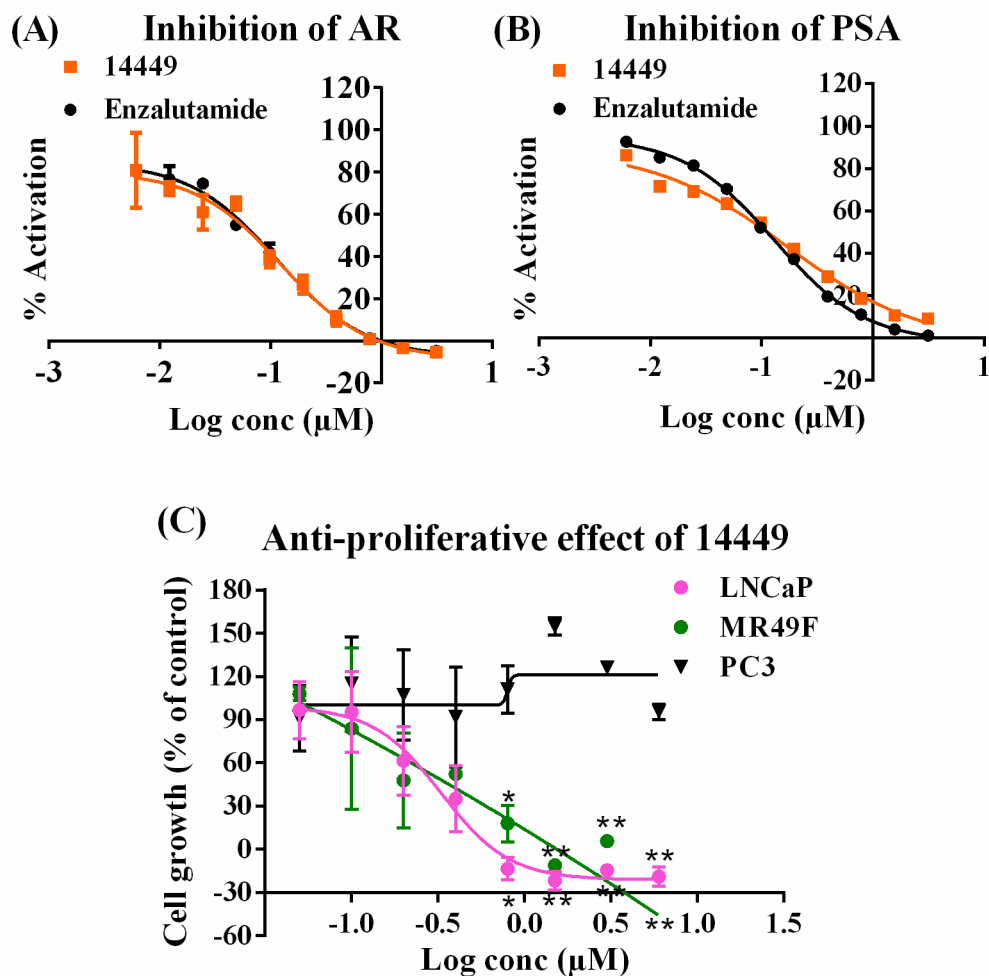 (A) Inhibition of AR
14449
Enzalutamide
% Activation
120
100
80
60
40
20
-20
-3 -2 -1 1
Log conc (μM)
(B) Inhibition of PSA
14449
Enzalutamide
% Activation
120
100
80
60
40
20
-20
-3 -2 -1 1
Log conc (μM)
(C) Anti-proliferative effect of 14449
LNCaP
MR49F
PC3
Cell growth (% of control)
180
150
120
90
60
30
0
-30
-60
*
**
**
**
*
**
**
**
-1.0 -0.5 0.0 0.5 1.0 1.5
Log conc (μM)